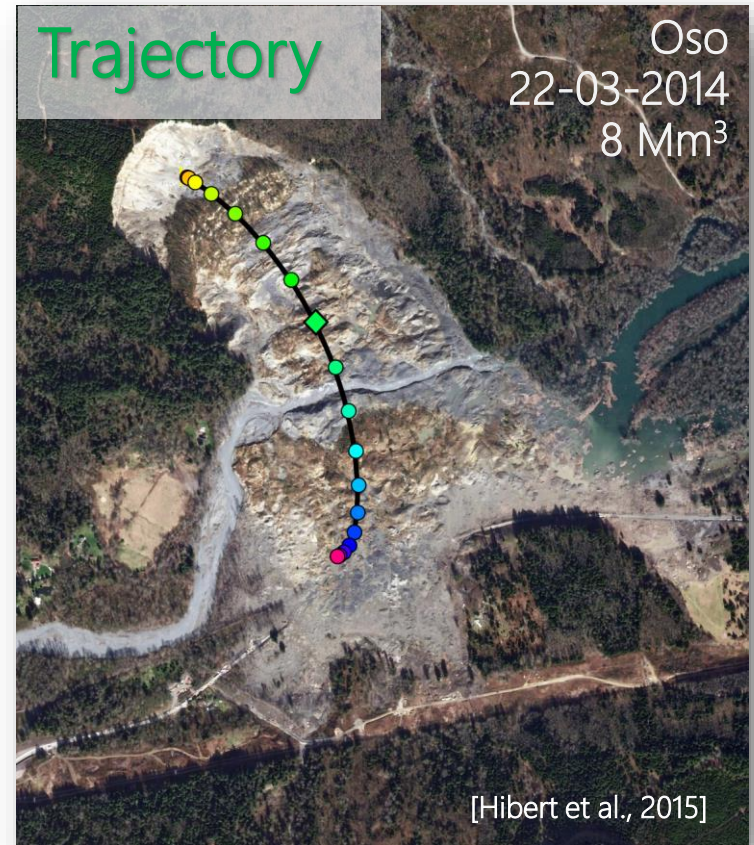 Trajectory
Oso
22-03-2014
8 Mm³
[Hibert et al., 2015]